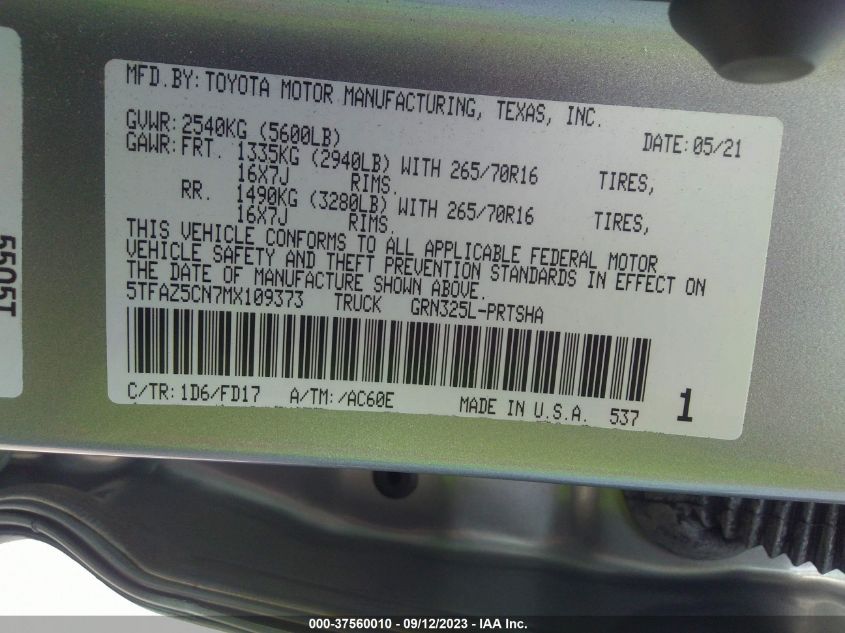 MFD.BY:TOYOTA MOTOR MANUFACTURING, TEXAS, INC.
GVWR:2540KG (5600LB) DATE:05/21
GAWR:FRT. 1335KG (2940LB) WITH 265/70R16 TIRES,
16X7J RIMS.
RR. 1490KG (3280LB) WITH 265/70R16 TIRES,
16X7J RIMS.
THIS VEHICLE CONFORMS TO ALL APPLICABLE FEDERAL MOTOR
VEHICLE SAFETY AND THEFT PREVENTION STANDARDS IN EFFECT ON
THE DATE OF MANUFACTURE SHOWN ABOVE.
5TFAZ5CN7MX109373 TRUCK GRN325L-PRTSHA
C/TR:1D6/FD17 A/TM:/AC60E MADE IN U.S.A. 537 1
5505T
000-37560010 - 09/12/2023 - IAA Inc.